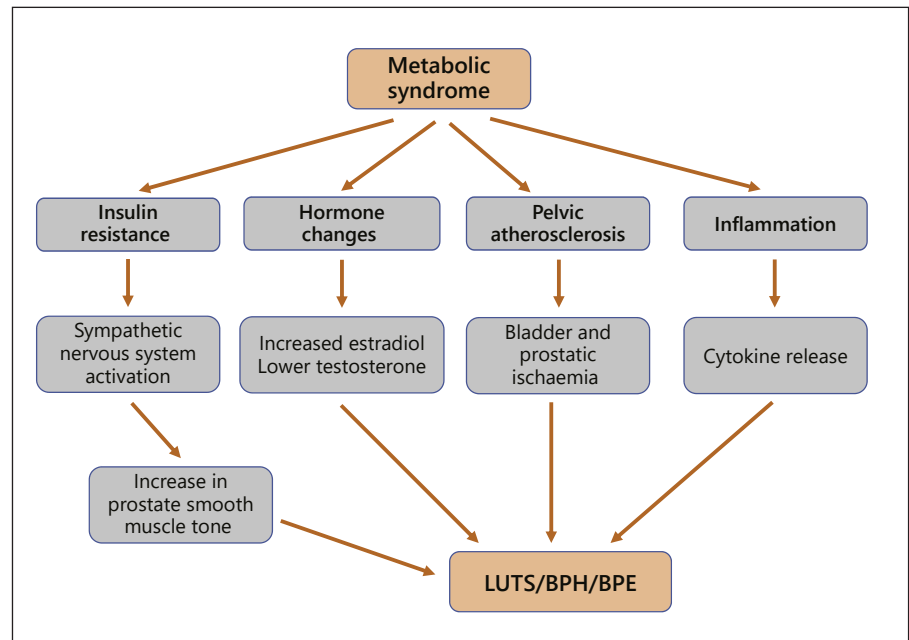 Metabolic
syndrome
Insulin
resistance
Hormone
changes
Pelvic
atherosclerosis
Inflammation
Sympathetic
nervous system
activation
Increased estradiol
Lower testosterone
Bladder and
prostatic
ischaemia
Cytokine release
Increase in
prostate smooth
muscle tone
LUTS/BPH/BPE